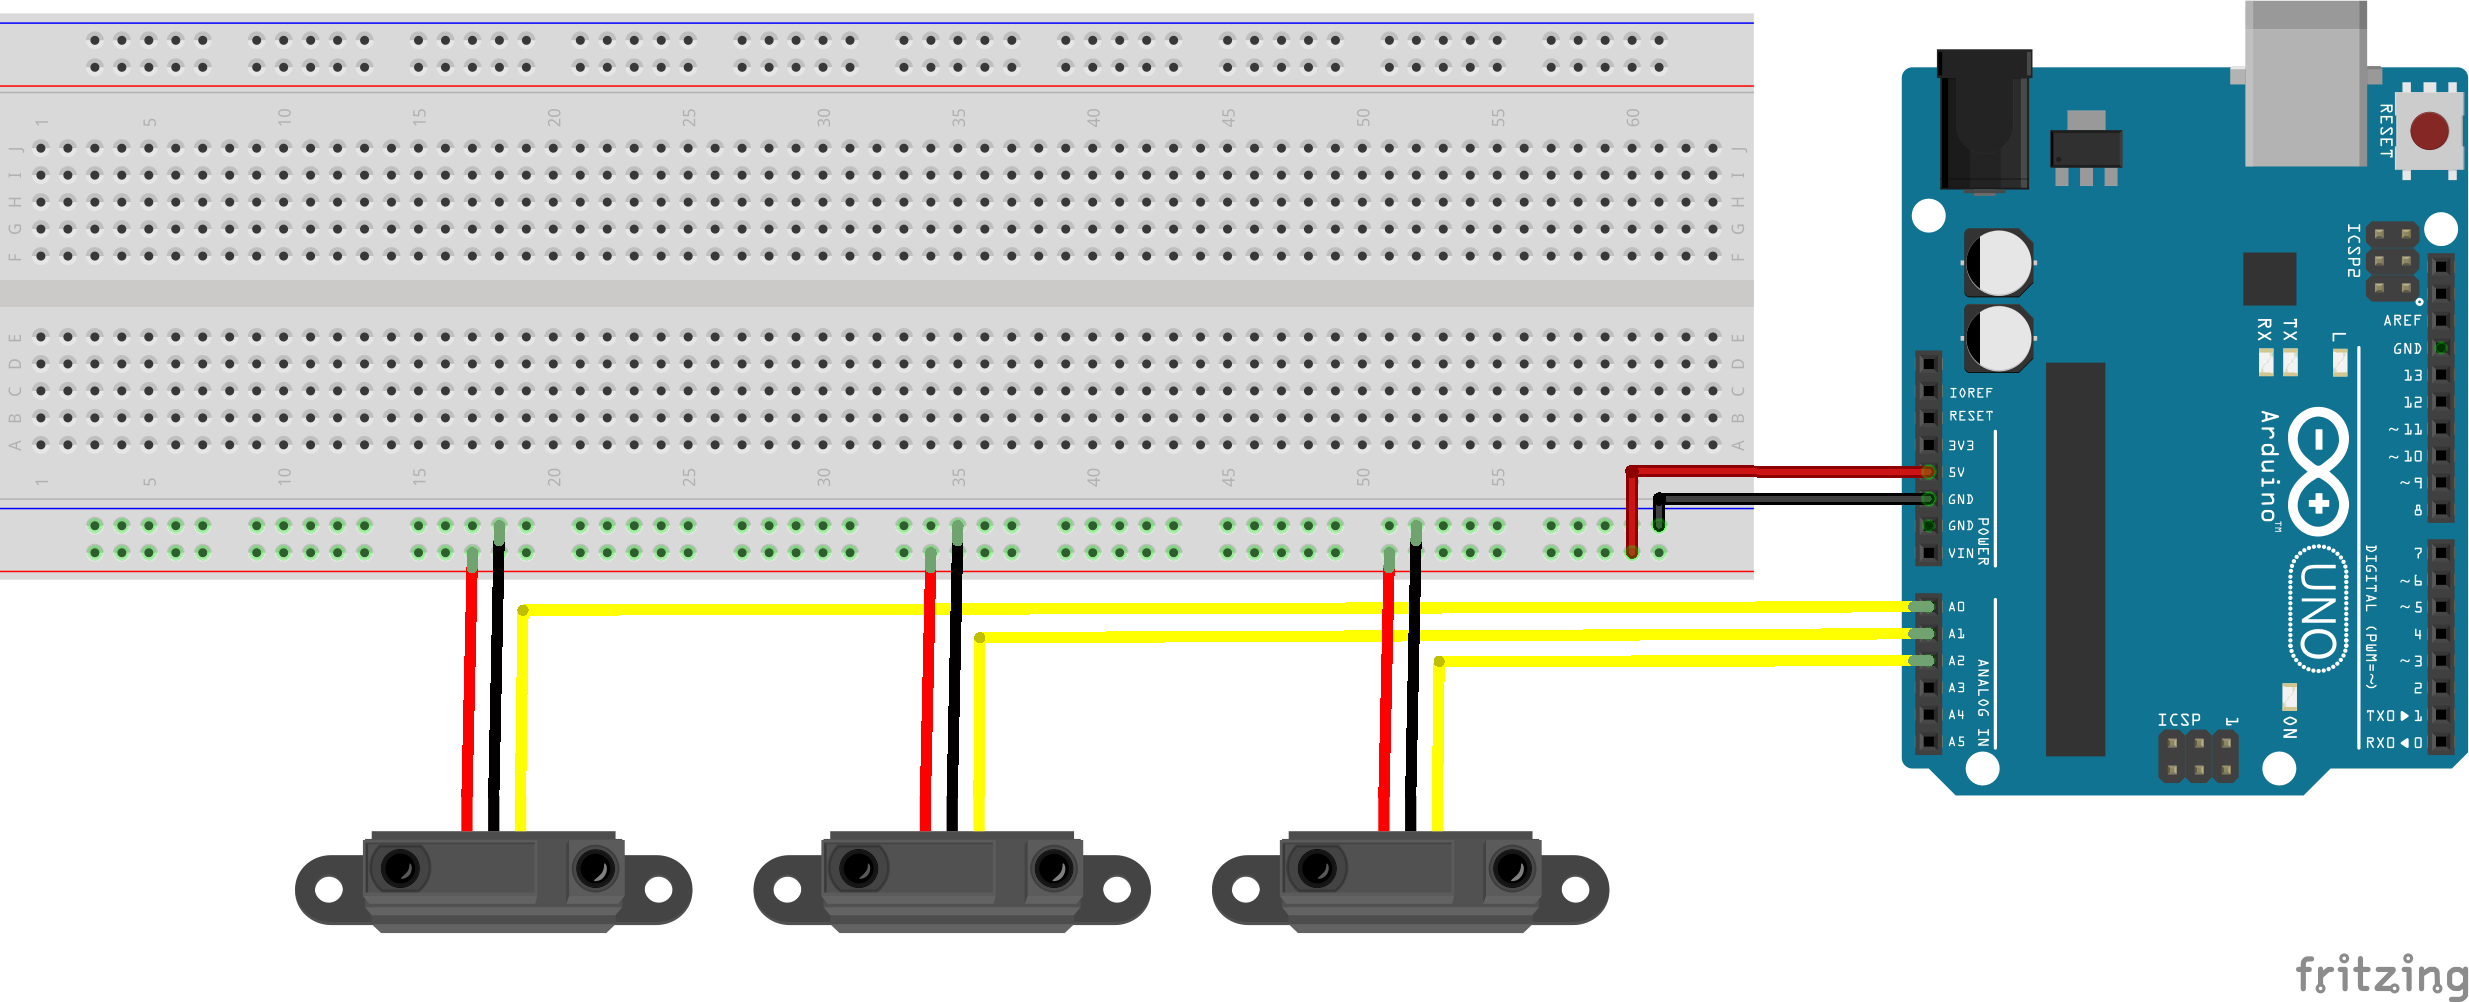 1 5 10 15 20 25 30 35 40 45 50 55 60
J J
I I
H H
G G
F F
E E
D D
C C
B B
A A
1 5 10 15 20 25 30 35 40 45 50 55 60
RESET
ICSP2
RX TX L
AREF
GND
13
12
~11
~10
~9
8
IOREF
RESET
3V3
5V
GND
GND
VIN
POWER
Arduino™
UNO
7
~6
~5
4
~3
2
TX0▶1
RX0◀0
DIGITAL (PWM=~)
A0
A1
A2
A3
A4
A5
ANALOG IN
ICSP 1
ON
fritzing